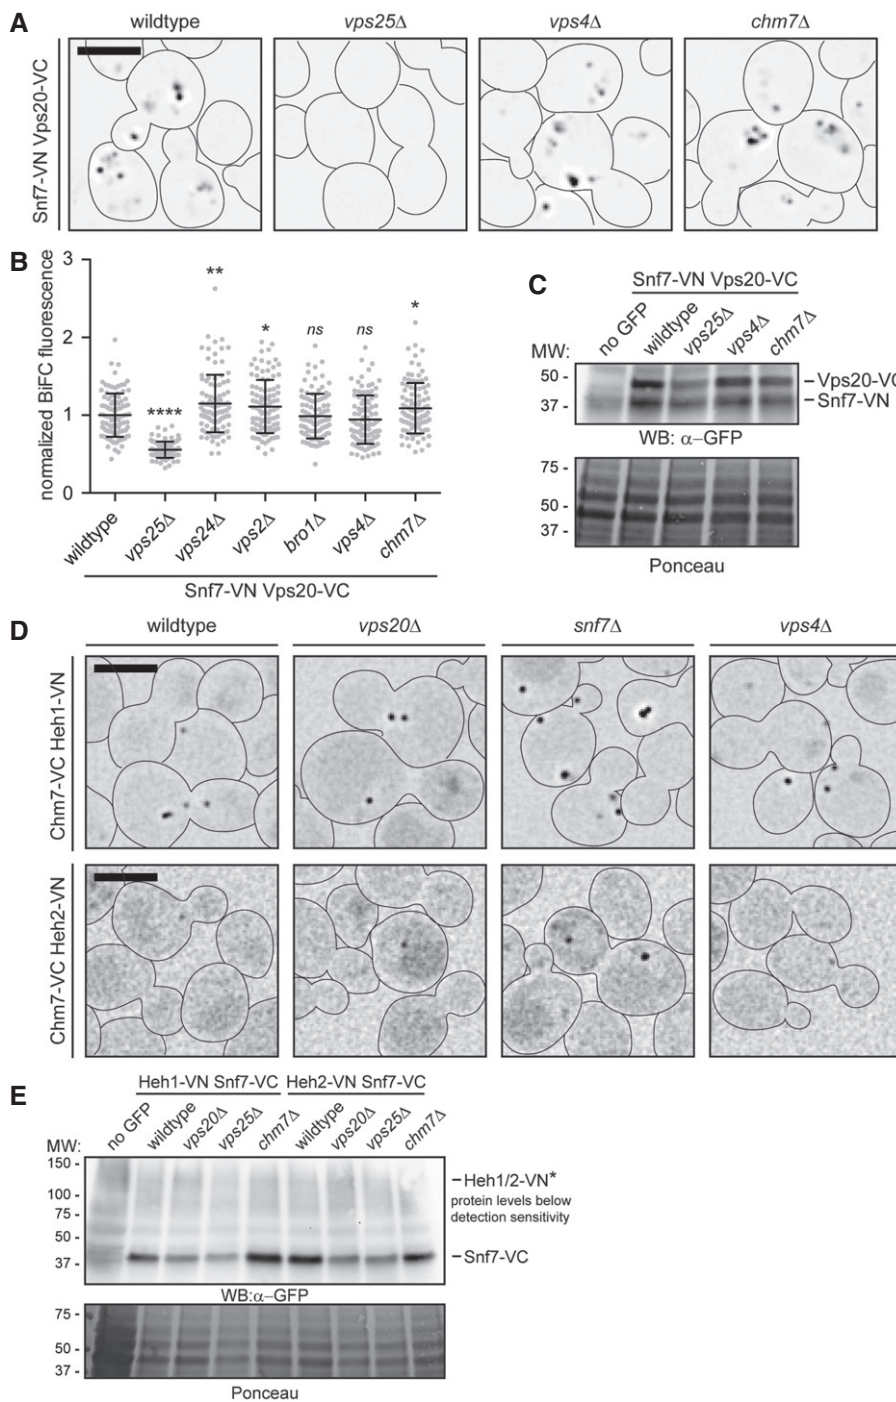 A
wildtype vps25Δ vps4Δ chm7Δ
Snf7-VN Vps20-VC
B
normalized BiFC fluorescence
3
2
1
0
**** ** * ns ns *
wildtype vps25Δ vps24Δ vps2Δ bro1Δ vps4Δ chm7Δ
Snf7-VN Vps20-VC
C
Snf7-VN Vps20-VC
no GFP wildtype vps25Δ vps4Δ chm7Δ
MW:
50 -
37 -
–Vps20-VC
–Snf7-VN
WB: α–GFP
75 -
50 -
37 -
Ponceau
D
wildtype vps20Δ snf7Δ vps4Δ
Chm7-VC Heh1-VN
Chm7-VC Heh2-VN
E
Heh1-VN Snf7-VC Heh2-VN Snf7-VC
no GFP wildtype vps20Δ vps25Δ chm7Δ wildtype vps20Δ vps25Δ chm7Δ
MW:
150 -
100 -
75 -
50 -
37 -
–Heh1/2-VN*
protein levels below
detection sensitivity
–Snf7-VC
WB:α–GFP
75 -
50 -
37 -
Ponceau